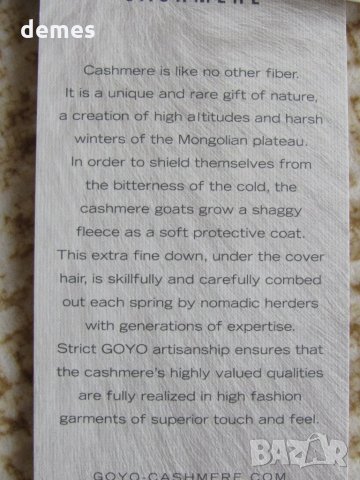 demes
CASHMERE
Cashmere is like no other fiber.
It is a unique and rare gift of nature,
a creation of high altitudes and harsh
winters of the Mongolian plateau.
In order to shield themselves from
the bitterness of the cold, the
cashmere goats grow a shaggy
fleece as a soft protective coat.
This extra fine down, under the cover
hair, is skillfully and carefully combed
out each spring by nomadic herders
with generations of expertise.
Strict GOYO artisanship ensures that
the cashmere's highly valued qualities
are fully realized in high fashion
garments of superior touch and feel.
GOYO-CASHMERE.COM
BAZAR
bg